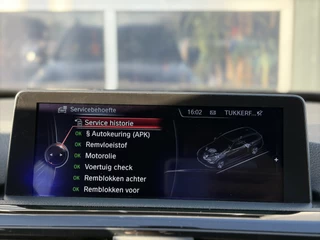 Servicebehoefte
16:02
TUKKERF...
Service historie
OK § Autokeuring (APK)
OK Remvloeistof
OK Motorolie
OK Voertuig check
OK Remblokken achter
OK Remblokken voor